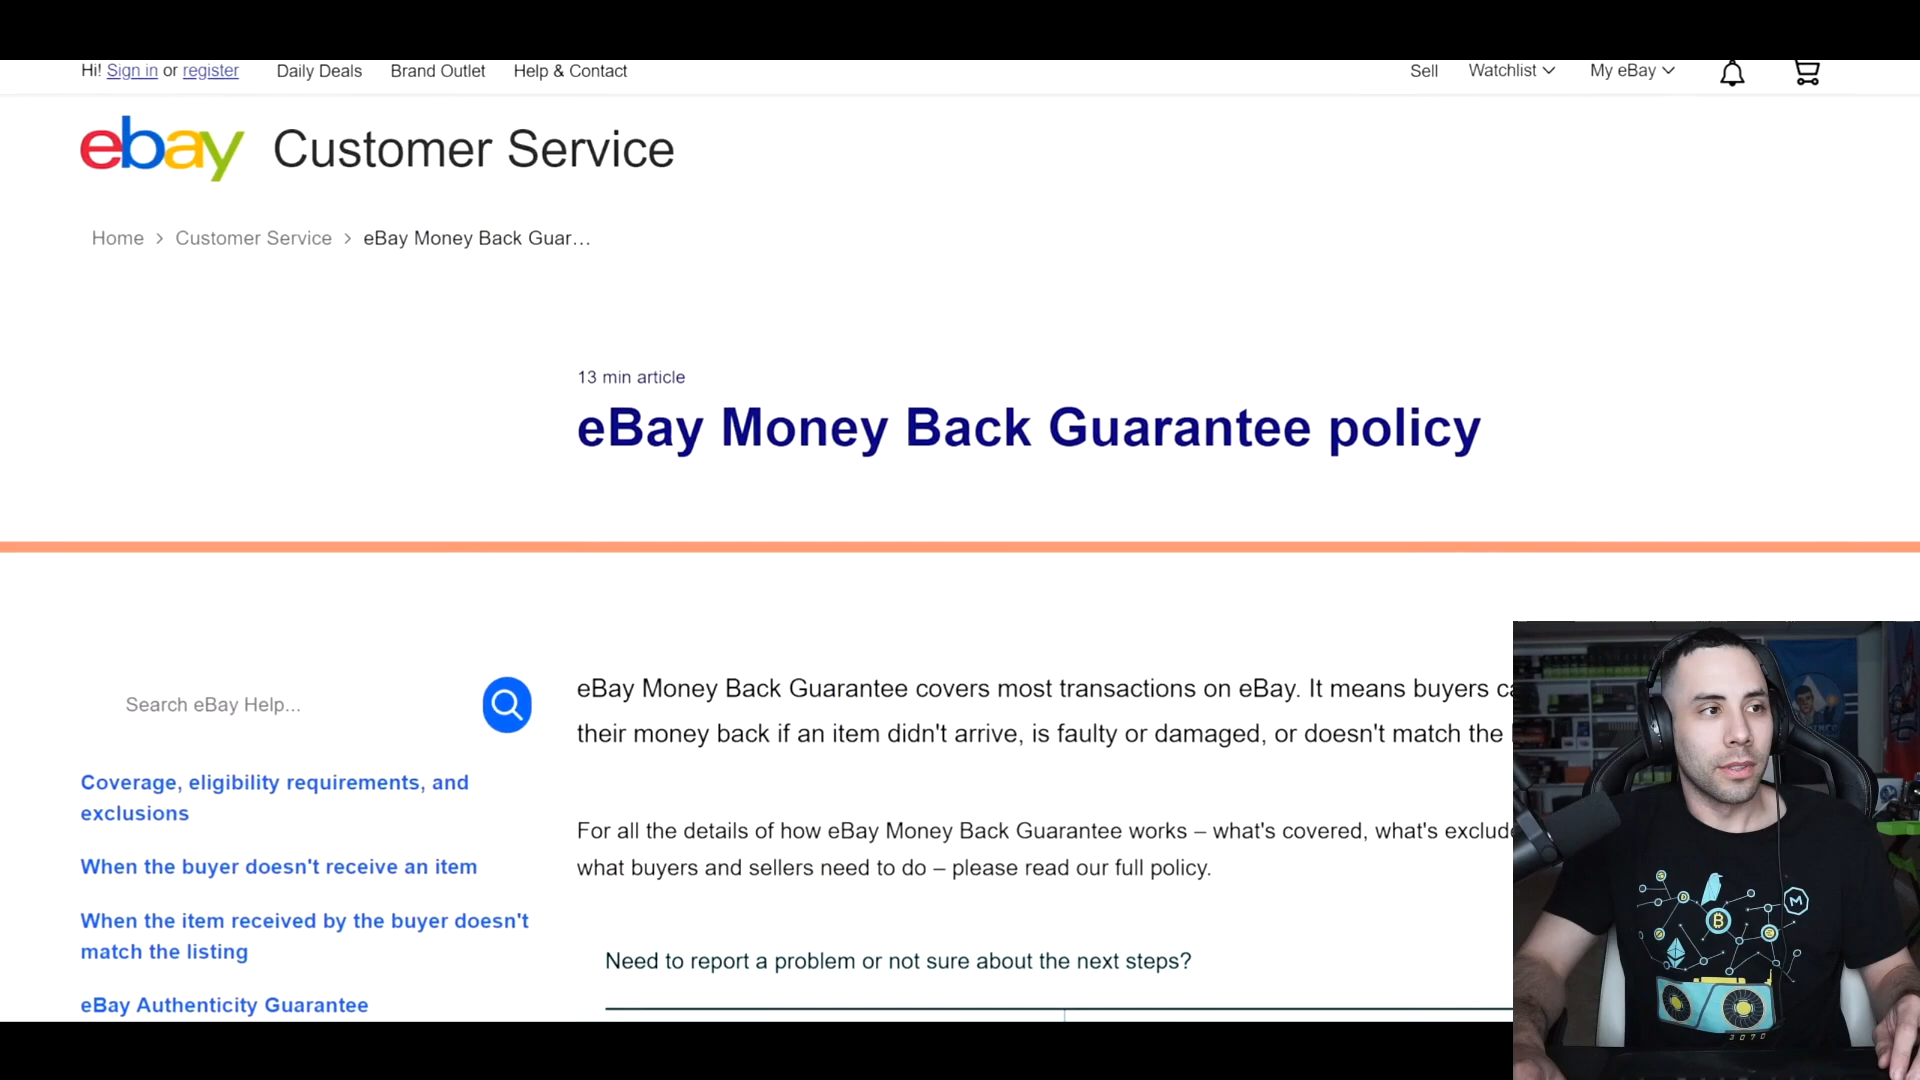 Hi! Sign in or register Daily Deals Brand Outlet Help & Contact Sell Watchlist My eBay
ebay Customer Service
Home > Customer Service > eBay Money Back Guar…
13 min article
eBay Money Back Guarantee policy
Search eBay Help...
Coverage, eligibility requirements, and
exclusions
When the buyer doesn't receive an item
When the item received by the buyer doesn't
match the listing
eBay Authenticity Guarantee
eBay Money Back Guarantee covers most transactions on eBay. It means buyers
their money back if an item didn't arrive, is faulty or damaged, or doesn't match the
For all the details of how eBay Money Back Guarantee works – what's covered, what's
what buyers and sellers need to do – please read our full policy.
Need to report a problem or not sure about the next steps?
M
3070